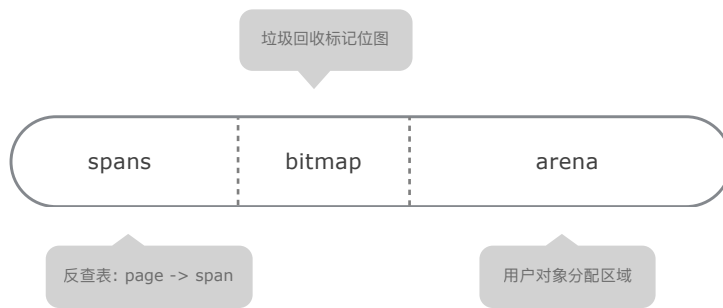 垃圾回收标记位图
spans
bitmap
arena
反查表: page -> span
用户对象分配区域